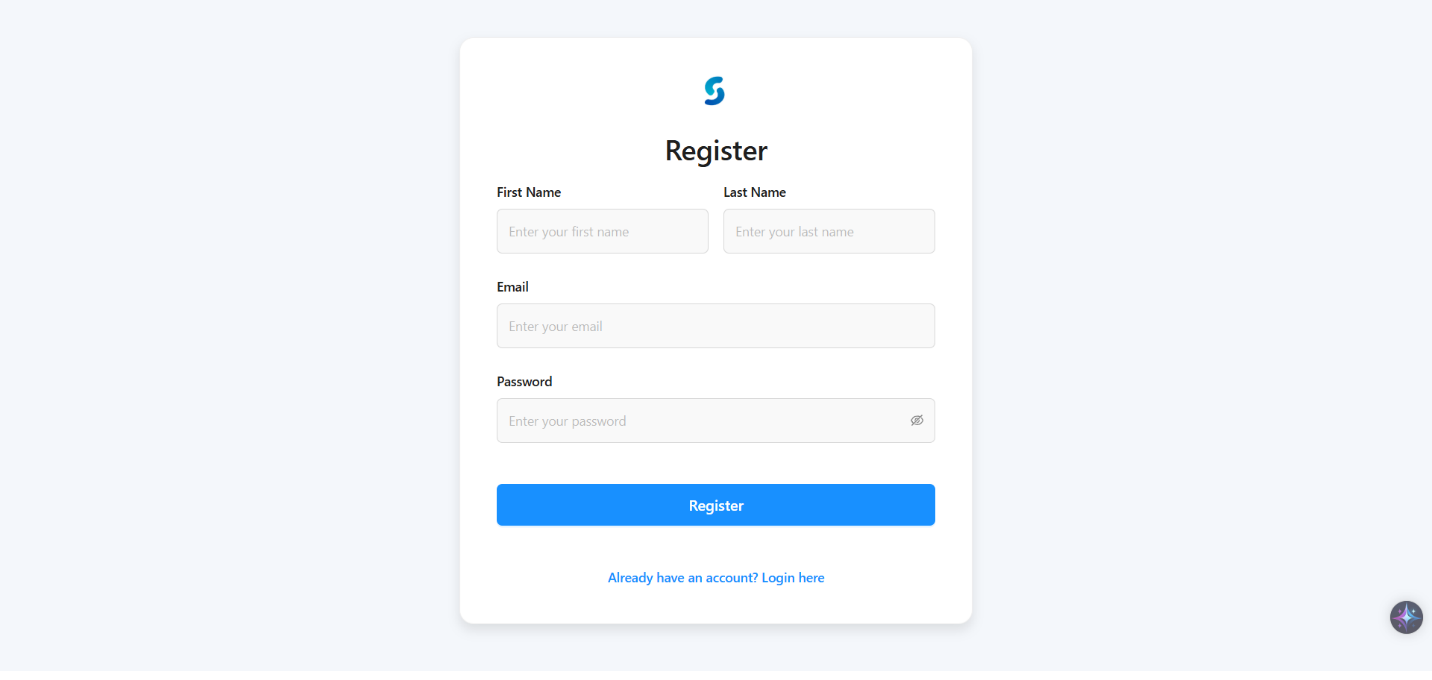 Register
First Name
Last Name
Enter your first name
Enter your last name
Email
Enter your email
Password
Enter your password
Register
Already have an account? Login here